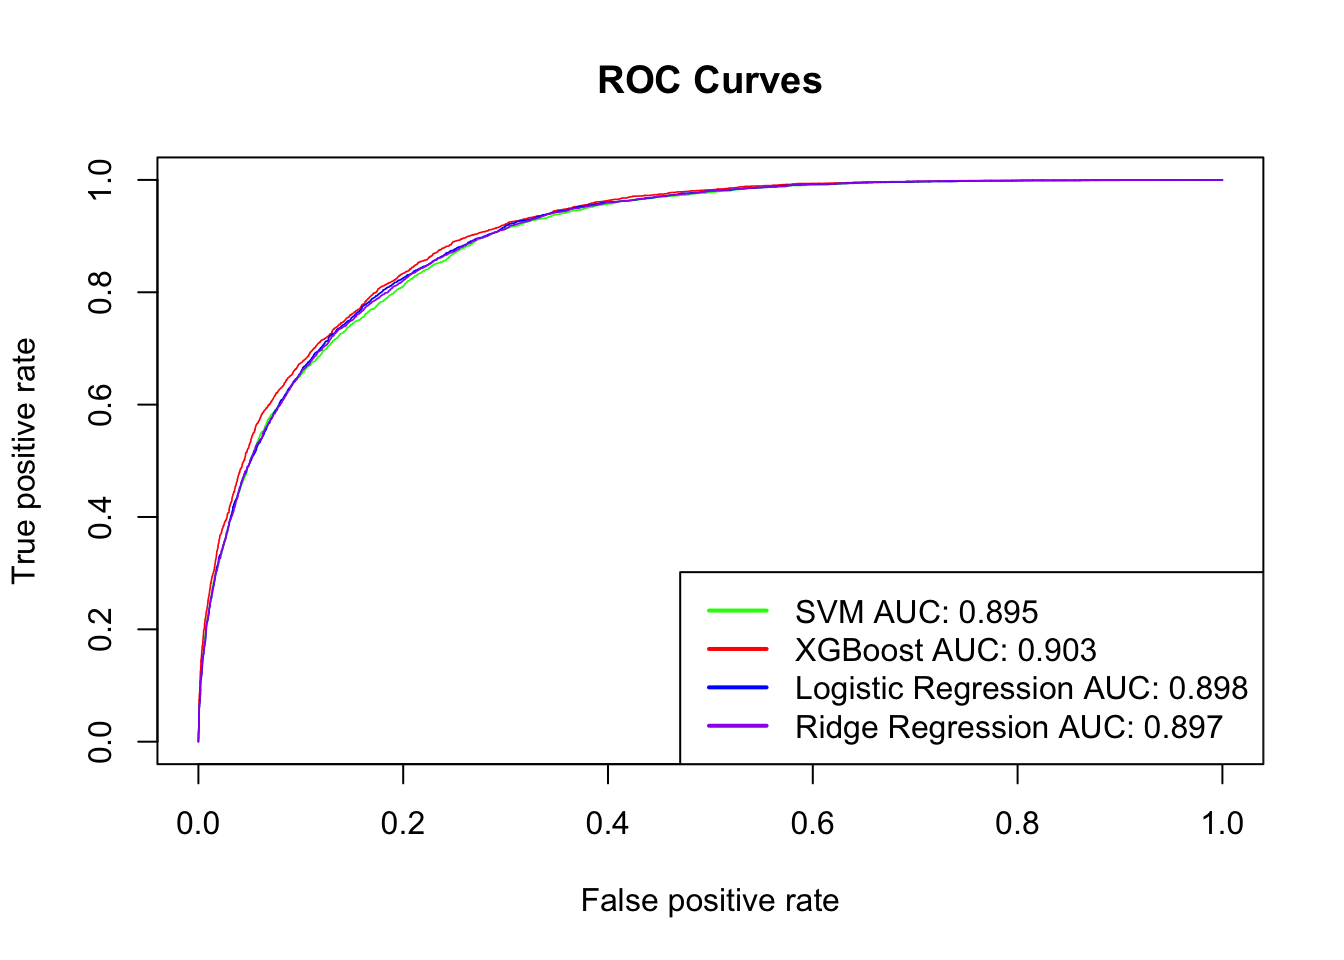 ROC Curves
True positive rate
1.0
0.8
0.6
0.4
0.2
0.0
SVM AUC: 0.895
XGBoost AUC: 0.903
Logistic Regression AUC: 0.898
Ridge Regression AUC: 0.897
0.0 0.2 0.4 0.6 0.8 1.0
False positive rate